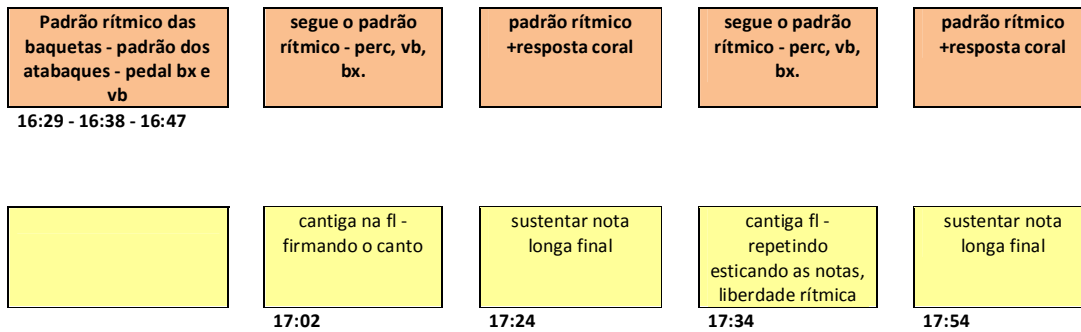 Padrão rítmico das
baquetas - padrão dos
atabaques - pedal bx e
vb
segue o padrão
rítmico - perc, vb,
bx.
padrão rítmico
+resposta coral
segue o padrão
rítmico - perc, vb,
bx.
padrão rítmico
+resposta coral
16:29 - 16:38 - 16:47
cantiga na fl -
firmando o canto
sustentar nota
longa final
cantiga fl -
repetindo
esticando as notas,
liberdade rítmica
sustentar nota
longa final
17:02
17:24
17:34
17:54